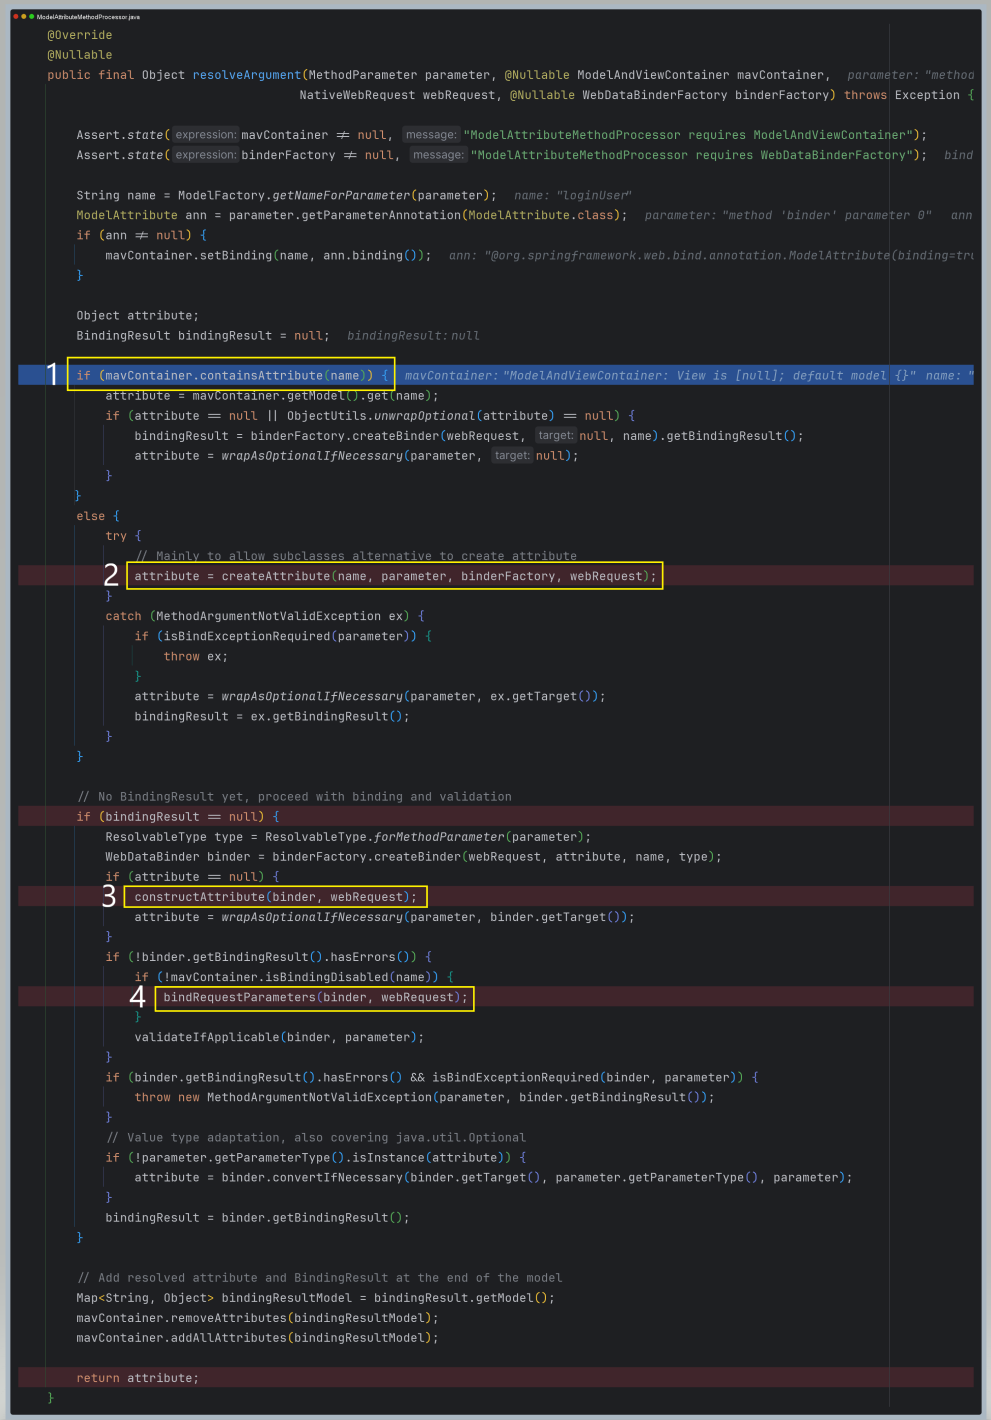 ModelAttributeMethodProcessor.java
@Override
@Nullable
public final Object resolveArgument(MethodParameter parameter, @Nullable ModelAndViewContainer mavContainer,  parameter: "method
NativeWebRequest webRequest, @Nullable WebDataBinderFactory binderFactory) throws Exception {
Assert.state( expression: mavContainer ≠ null,  message: "ModelAttributeMethodProcessor requires ModelAndViewContainer");
Assert.state( expression: binderFactory ≠ null,  message: "ModelAttributeMethodProcessor requires WebDataBinderFactory");  bind
String name = ModelFactory.getNameForParameter(parameter);  name: "loginUser"
ModelAttribute ann = parameter.getParameterAnnotation(ModelAttribute.class);  parameter: "method 'binder' parameter 0"  ann
if (ann ≠ null) {
mavContainer.setBinding(name, ann.binding());  ann: "@org.springframework.web.bind.annotation.ModelAttribute(binding=tru
}
Object attribute;
BindingResult bindingResult = null;  bindingResult: null
1 if (mavContainer.containsAttribute(name)) {  mavContainer: "ModelAndViewContainer: View is [null]; default model {}"  name: "
attribute = mavContainer.getModel().get(name);
if (attribute == null || ObjectUtils.unwrapOptional(attribute) == null) {
bindingResult = binderFactory.createBinder(webRequest,  target: null, name).getBindingResult();
attribute = wrapAsOptionalIfNecessary(parameter,  target: null);
}
}
else {
try {
// Mainly to allow subclasses alternative to create attribute
2 attribute = createAttribute(name, parameter, binderFactory, webRequest);
}
catch (MethodArgumentNotValidException ex) {
if (isBindExceptionRequired(parameter)) {
throw ex;
}
attribute = wrapAsOptionalIfNecessary(parameter, ex.getTarget());
bindingResult = ex.getBindingResult();
}
}
// No BindingResult yet, proceed with binding and validation
if (bindingResult == null) {
ResolvableType type = ResolvableType.forMethodParameter(parameter);
WebDataBinder binder = binderFactory.createBinder(webRequest, attribute, name, type);
if (attribute == null) {
3 constructAttribute(binder, webRequest);
attribute = wrapAsOptionalIfNecessary(parameter, binder.getTarget());
}
if (!binder.getBindingResult().hasErrors()) {
if (!mavContainer.isBindingDisabled(name)) {
4 bindRequestParameters(binder, webRequest);
}
validateIfApplicable(binder, parameter);
}
if (binder.getBindingResult().hasErrors() && isBindExceptionRequired(binder, parameter)) {
throw new MethodArgumentNotValidException(parameter, binder.getBindingResult());
}
// Value type adaptation, also covering java.util.Optional
if (!parameter.getParameterType().isInstance(attribute)) {
attribute = binder.convertIfNecessary(binder.getTarget(), parameter.getParameterType(), parameter);
}
bindingResult = binder.getBindingResult();
}
// Add resolved attribute and BindingResult at the end of the model
Map<String, Object> bindingResultModel = bindingResult.getModel();
mavContainer.removeAttributes(bindingResultModel);
mavContainer.addAllAttributes(bindingResultModel);
return attribute;
}